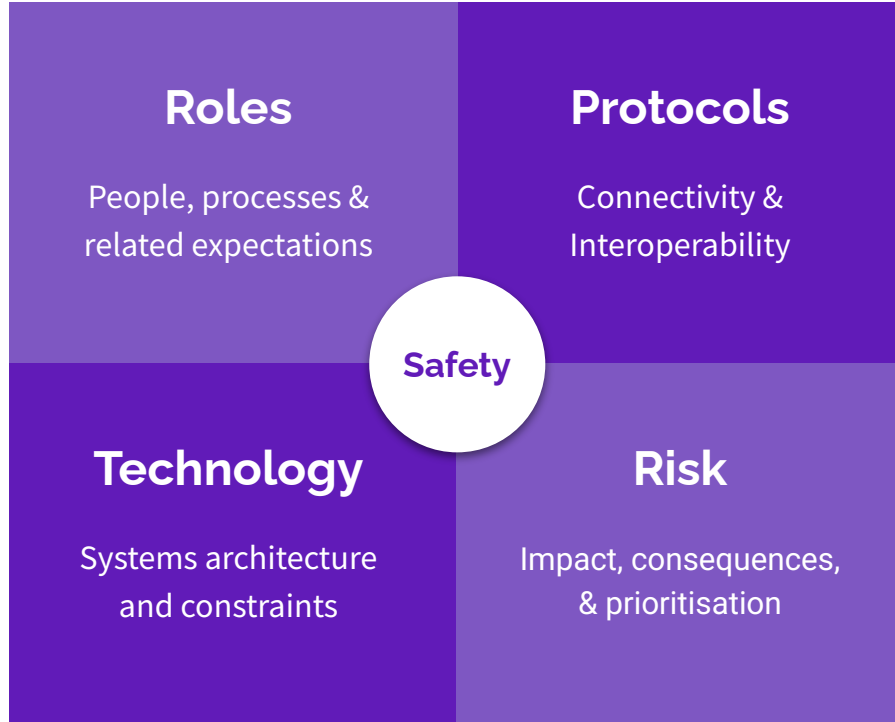 Roles
People, processes &
related expectations
Protocols
Connectivity &
Interoperability
Safety
Technology
Systems architecture
and constraints
Risk
Impact, consequences,
& prioritisation